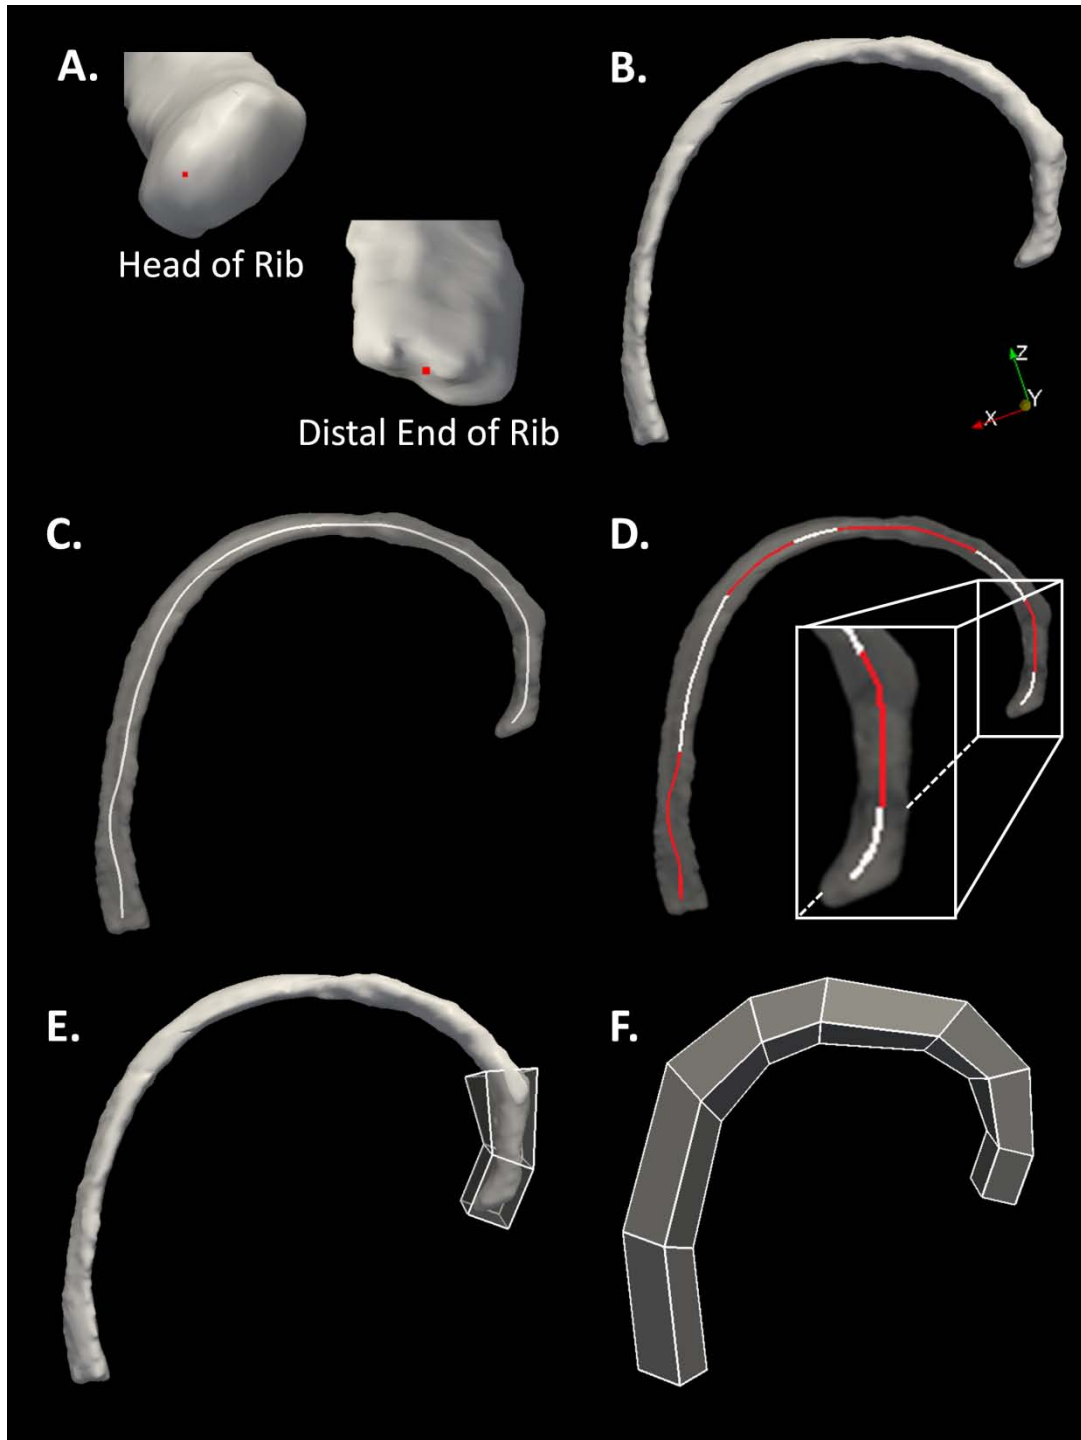 A.
B.
Head of Rib
Distal End of Rib
Z
Y
X
C.
D.
E.
F.